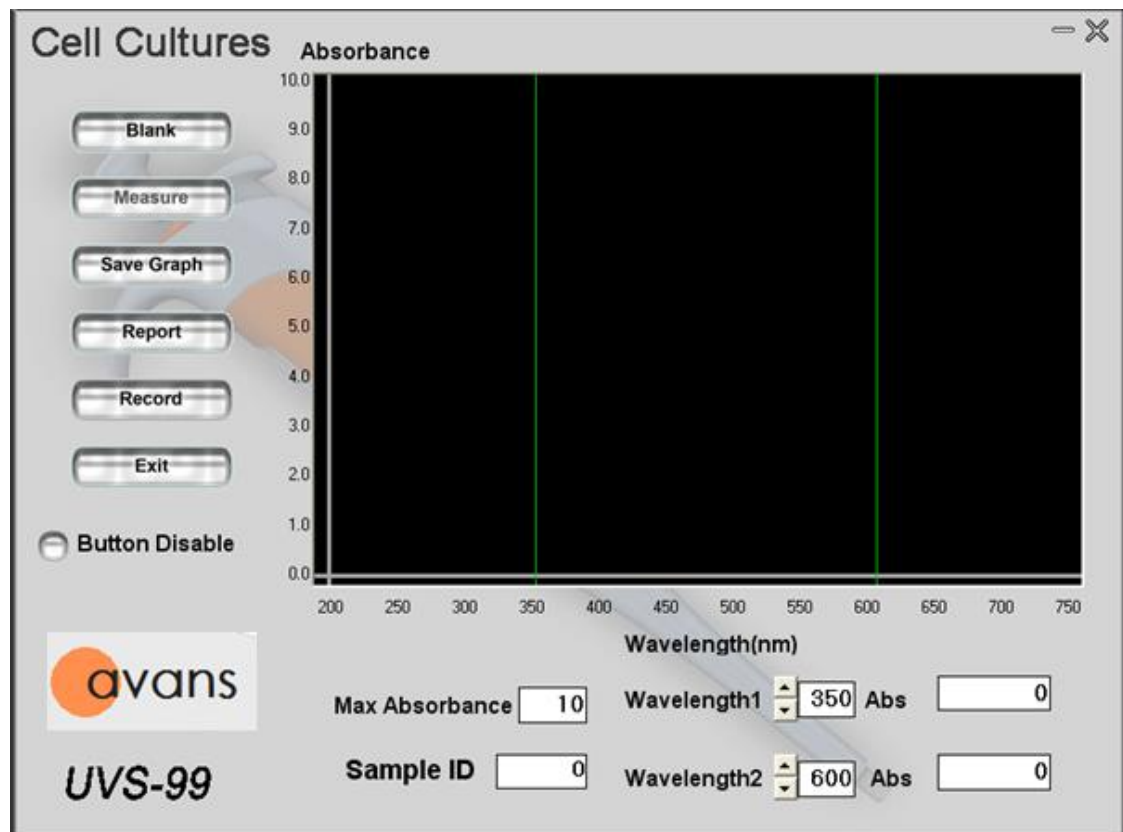 Cell Cultures
Absorbance
Blank
Measure
Save Graph
Report
Record
Exit
Button Disable
10.0
9.0
8.0
7.0
6.0
5.0
4.0
3.0
2.0
1.0
0.0
200 250 300 350 400 450 500 550 600 650 700 750
Wavelength(nm)
avans
UVS-99
Max Absorbance 10
Wavelength1 350 Abs 0
Sample ID 0
Wavelength2 600 Abs 0